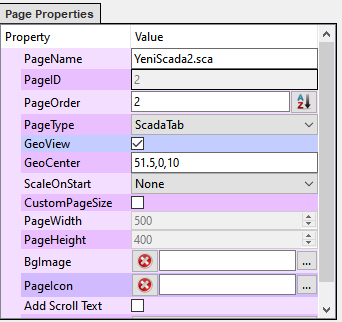 Page Properties
Property Value
PageName YeniScada2.sca
PageID 2
PageOrder 2 A Z
PageType ScadaTab
GeoView
GeoCenter 51.5,0,10
ScaleOnStart None
CustomPageSize
PageWidth 500
PageHeight 400
BgImage ...
PageIcon ...
Add Scroll Text